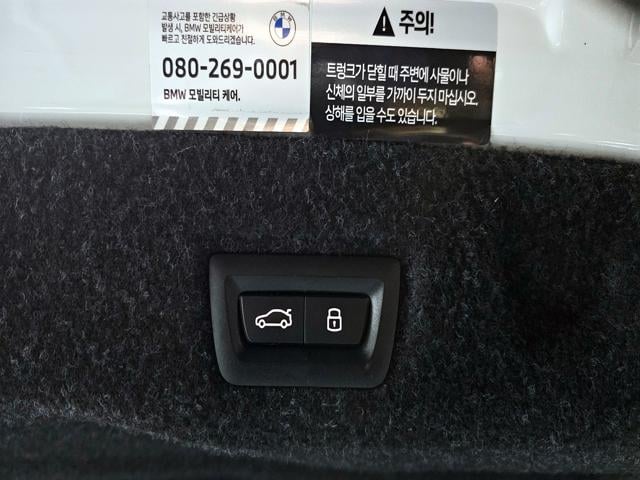 교통사고를 포함한 긴급상황
발생 시, BMW 모빌리티케어가
빠르고 친절하게 도와드리겠습니다.
BMW
080-269-0001
BMW 모빌리티 케어.
주의!
트렁크가 닫힐 때 주변에 사물이나
신체의 일부를 가까이 두지 마십시오.
상해를 입을 수도 있습니다.